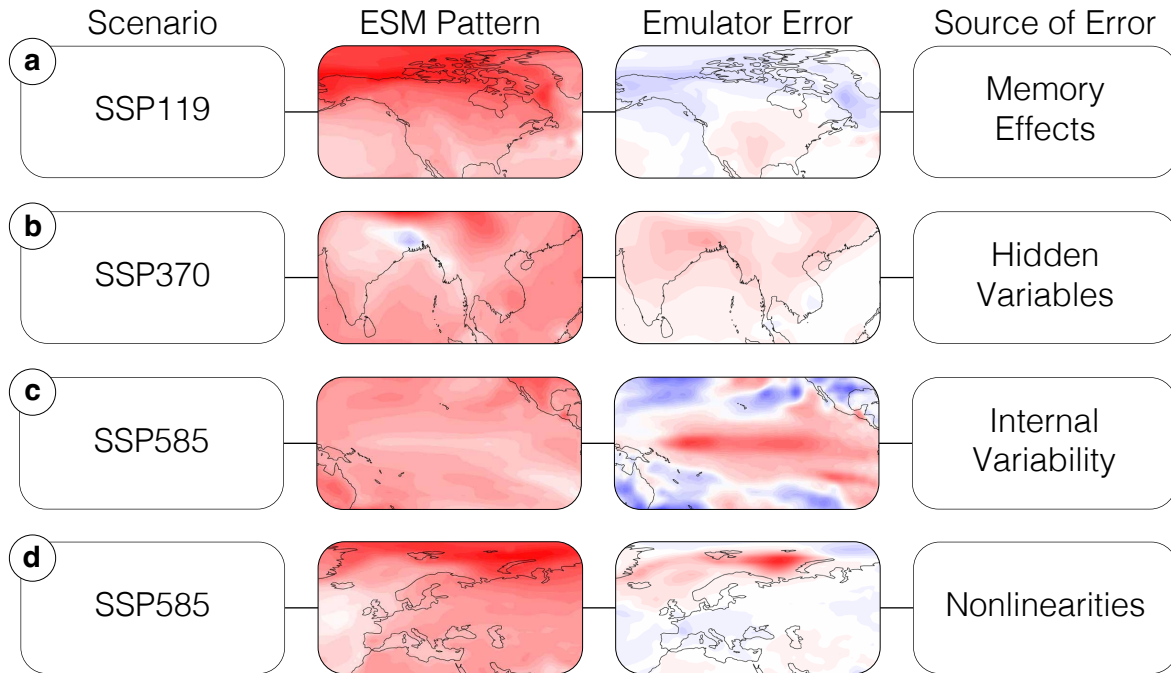 Scenario ESM Pattern Emulator Error Source of Error
a
SSP119
Memory
Effects
b
SSP370
Hidden
Variables
c
SSP585
Internal
Variability
d
SSP585
Nonlinearities